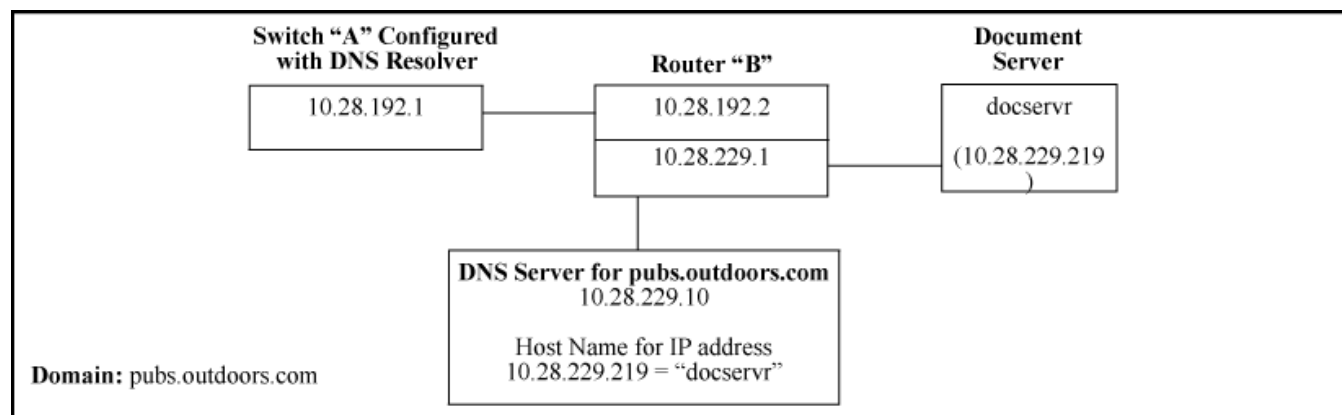 Switch “A” Configured
with DNS Resolver
10.28.192.1
Router “B”
10.28.192.2
10.28.229.1
Document
Server
docservr
(10.28.229.219
)
DNS Server for pubs.outdoors.com
10.28.229.10
Host Name for IP address
10.28.229.219 = “docservr”
Domain: pubs.outdoors.com